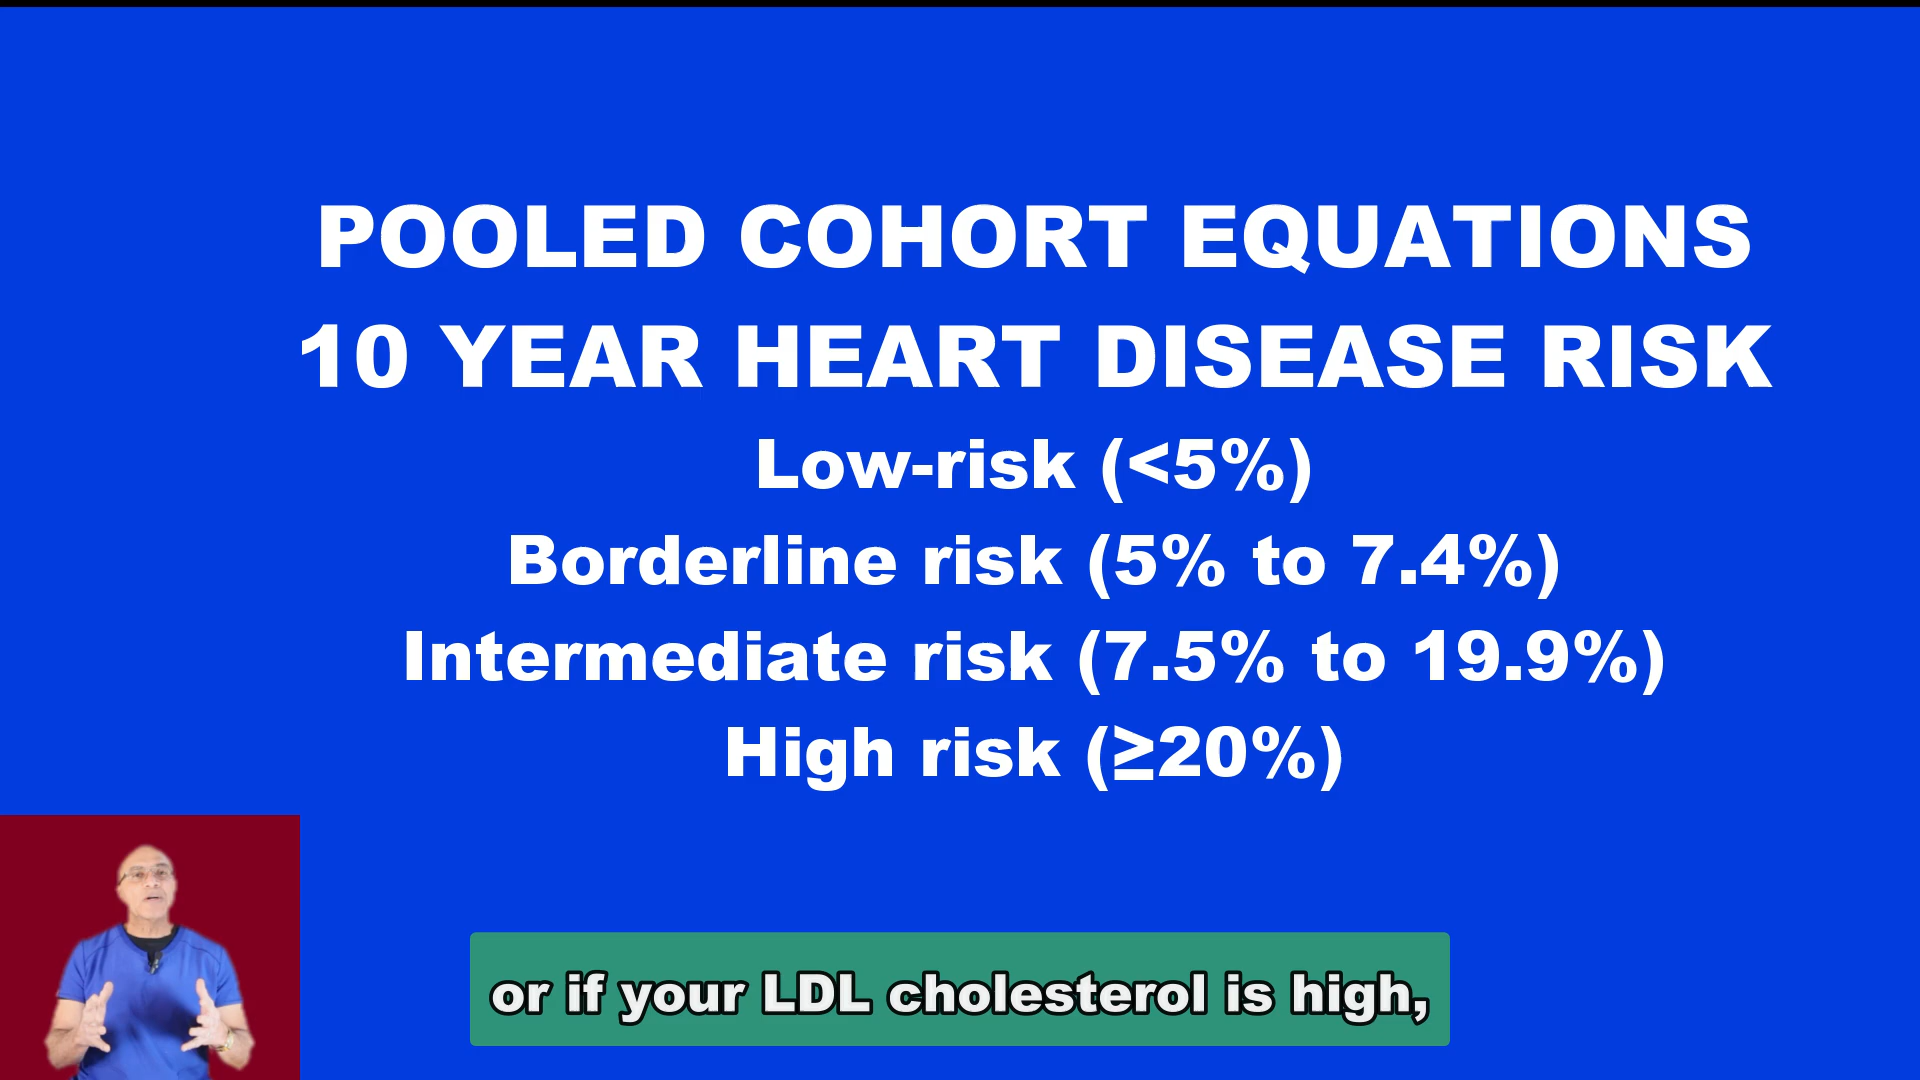 POOLED COHORT EQUATIONS
10 YEAR HEART DISEASE RISK
Low-risk (<5%)
Borderline risk (5% to 7.4%)
Intermediate risk (7.5% to 19.9%)
High risk (≥20%)
or if your LDL cholesterol is high,